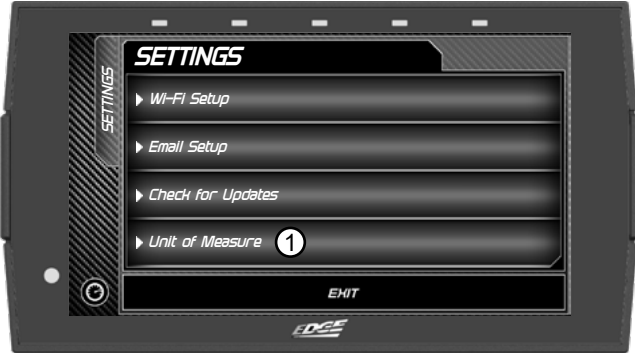 SETTINGS
SETTINGS
Wi-Fi Setup
Email Setup
Check for Updates
Unit of Measure 1
EXIT
EDGE